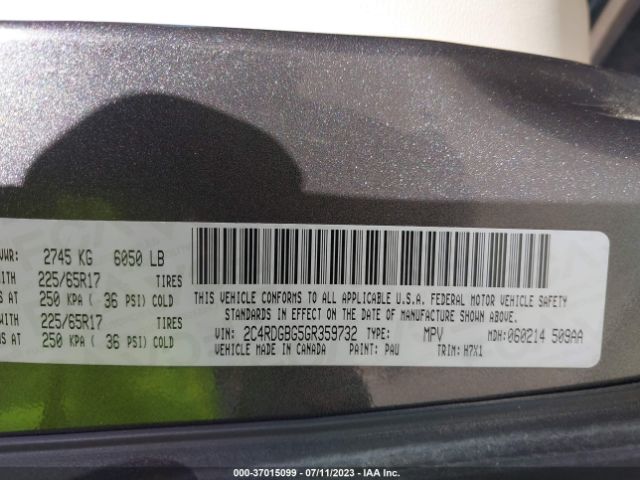 VWR: 2745 KG 6050 LB
WITH 225/65R17 TIRES
S AT 250 KPA ( 36 PSI) COLD
WITH 225/65R17 TIRES
S AT 250 KPA ( 36 PSI) COLD
THIS VEHICLE CONFORMS TO ALL APPLICABLE U.S.A. FEDERAL MOTOR VEHICLE SAFETY
STANDARDS IN EFFECT ON THE DATE OF MANUFACTURE SHOWN ABOVE.
VIN: 2C4RDGBG5GR359732 TYPE: MPV MDH:060214 509AA
VEHICLE MADE IN CANADA PAINT: PAU TRIM: H7X1
000-37015099 - 07/11/2023 - IAA Inc.